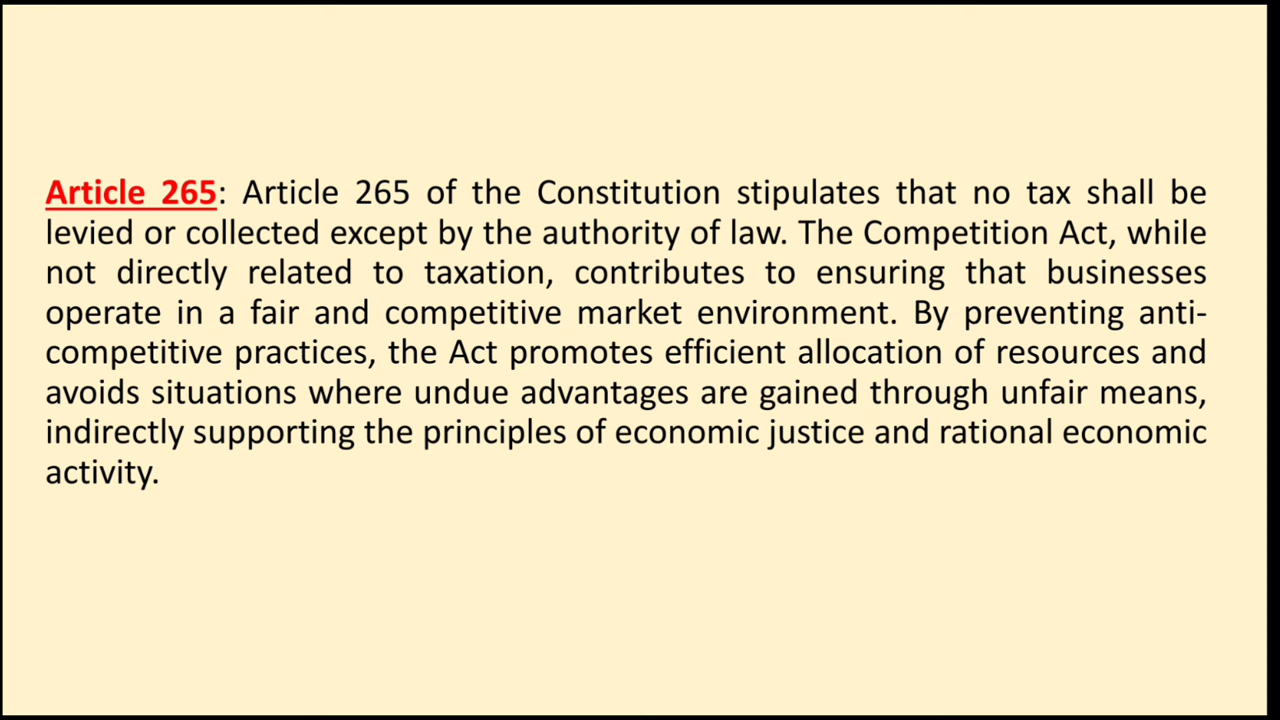 Article 265: Article 265 of the Constitution stipulates that no tax shall be
levied or collected except by the authority of law. The Competition Act, while
not directly related to taxation, contributes to ensuring that businesses
operate in a fair and competitive market environment. By preventing anti-
competitive practices, the Act promotes efficient allocation of resources and
avoids situations where undue advantages are gained through unfair means,
indirectly supporting the principles of economic justice and rational economic
activity.